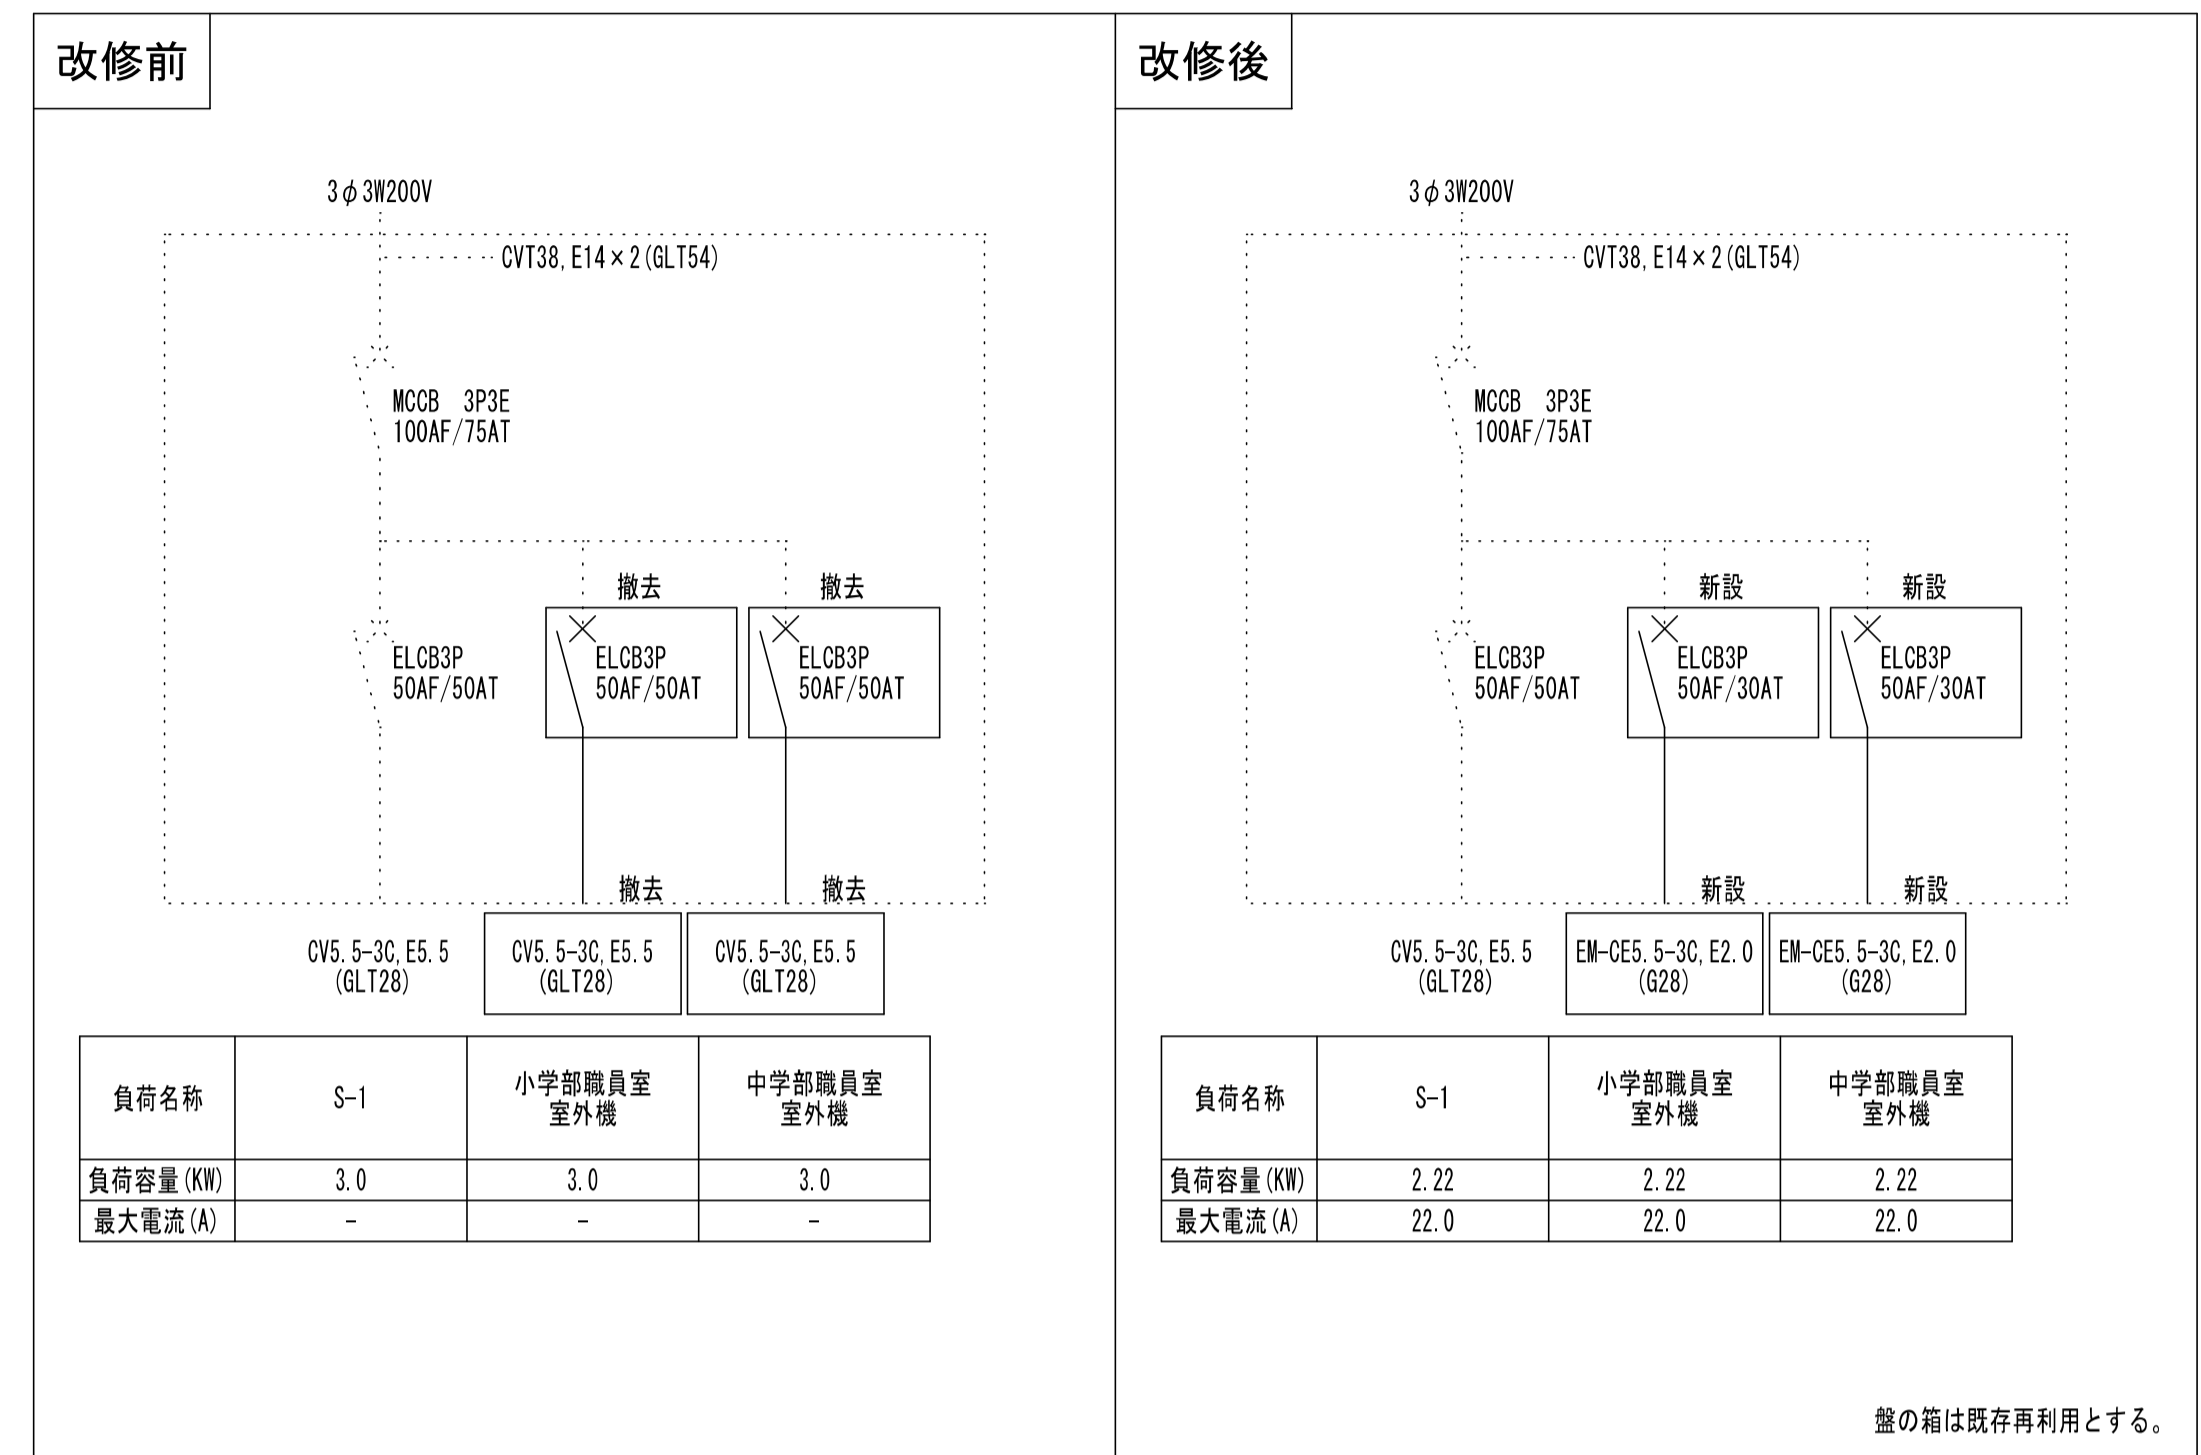 改修前
3φ3W200V
CVT38,E14×2(GLT54)
MCCB 3P3E
100AF/75AT
撤去
撤去
ELCB3P
50AF/50AT
ELCB3P
50AF/50AT
ELCB3P
50AF/50AT
撤去
撤去
CV5.5-3C,E5.5
(GLT28)
CV5.5-3C,E5.5
(GLT28)
CV5.5-3C,E5.5
(GLT28)
負荷名称
S-1
小学部職員室
室外機
中学部職員室
室外機
負荷容量(KW) 3.0 3.0 3.0
最大電流(A) - - -
改修後
3φ3W200V
CVT38,E14×2(GLT54)
MCCB 3P3E
100AF/75AT
新設
新設
ELCB3P
50AF/50AT
ELCB3P
50AF/30AT
ELCB3P
50AF/30AT
新設
新設
CV5.5-3C,E5.5
(GLT28)
EM-CE5.5-3C,E2.0
(G28)
EM-CE5.5-3C,E2.0
(G28)
負荷名称
S-1
小学部職員室
室外機
中学部職員室
室外機
負荷容量(KW) 2.22 2.22 2.22
最大電流(A) 22.0 22.0 22.0
盤の箱は既存再利用とする。